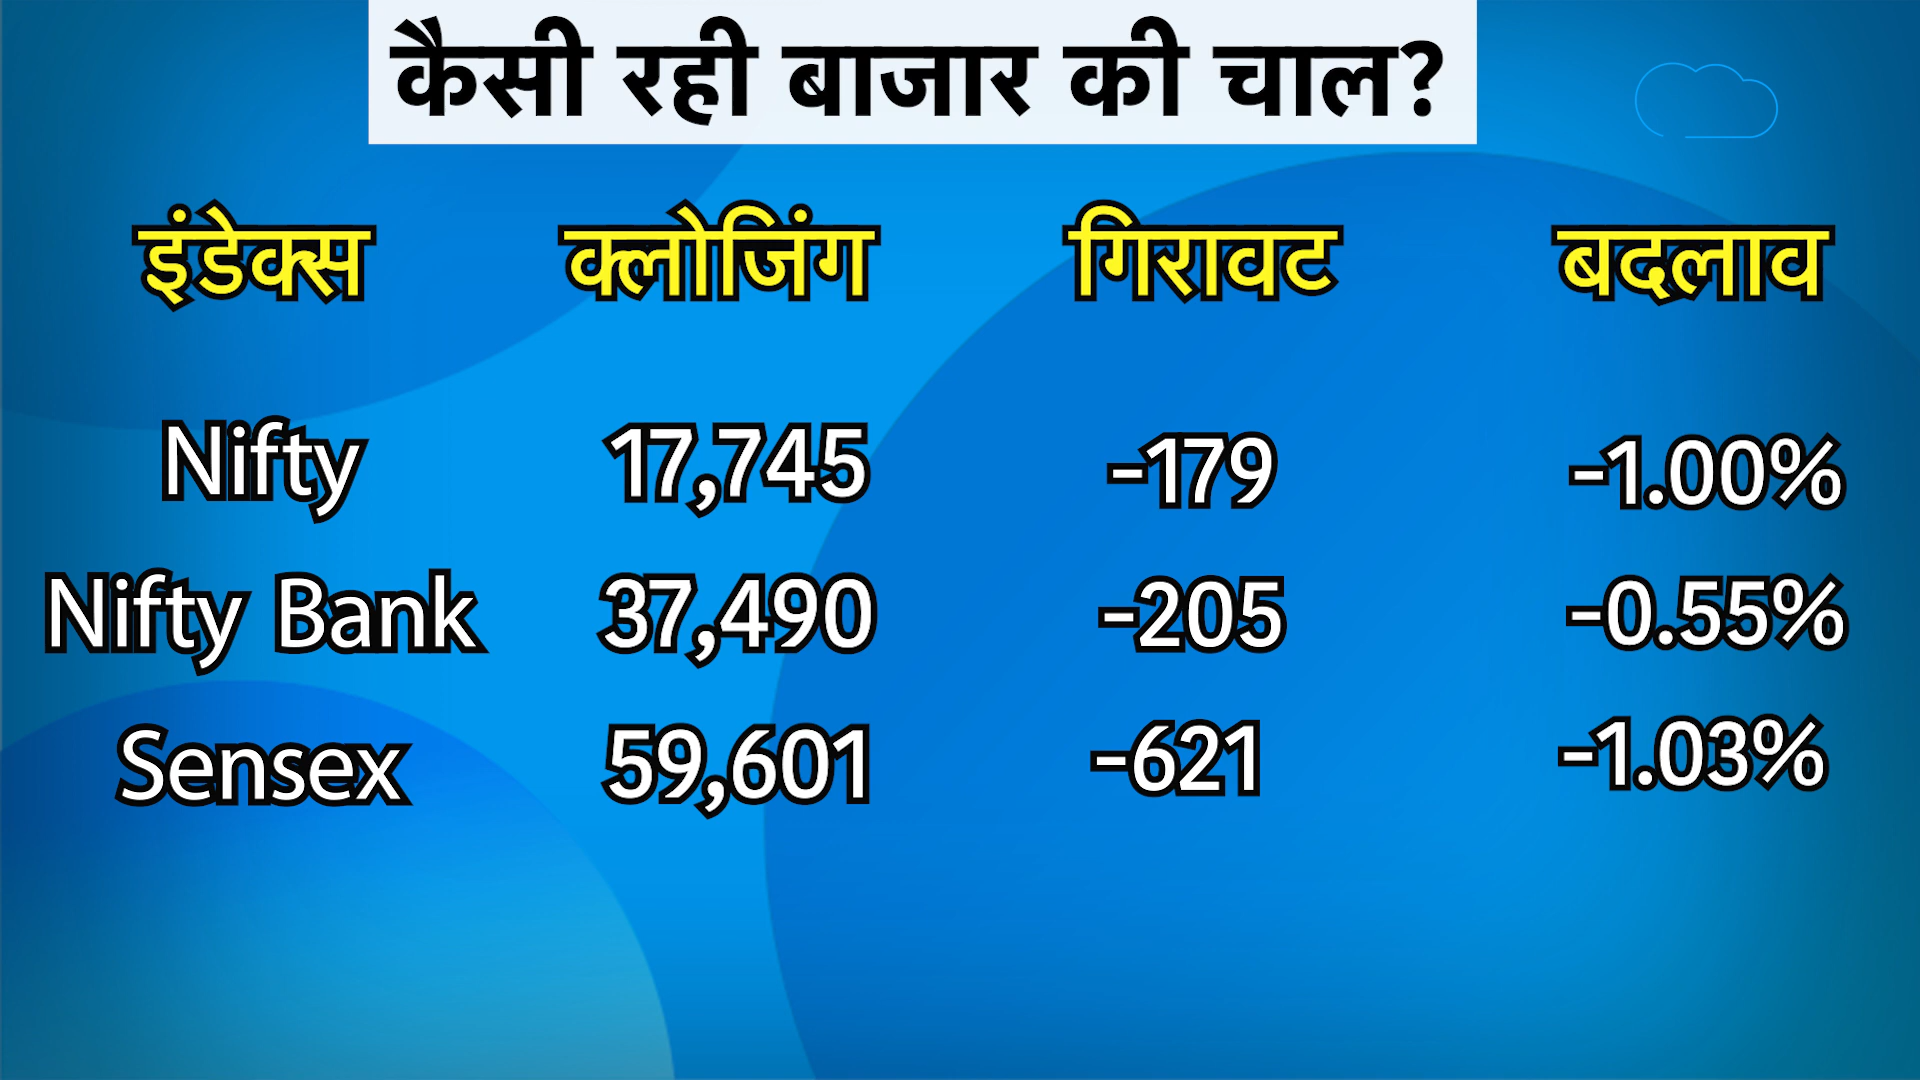 कैसी रही बाजार की चाल?
इंडेक्स क्लोजिंग गिरावट बदलाव
Nifty 17,745 -179 -1.00%
Nifty Bank 37,490 -205 -0.55%
Sensex 59,601 -621 -1.03%